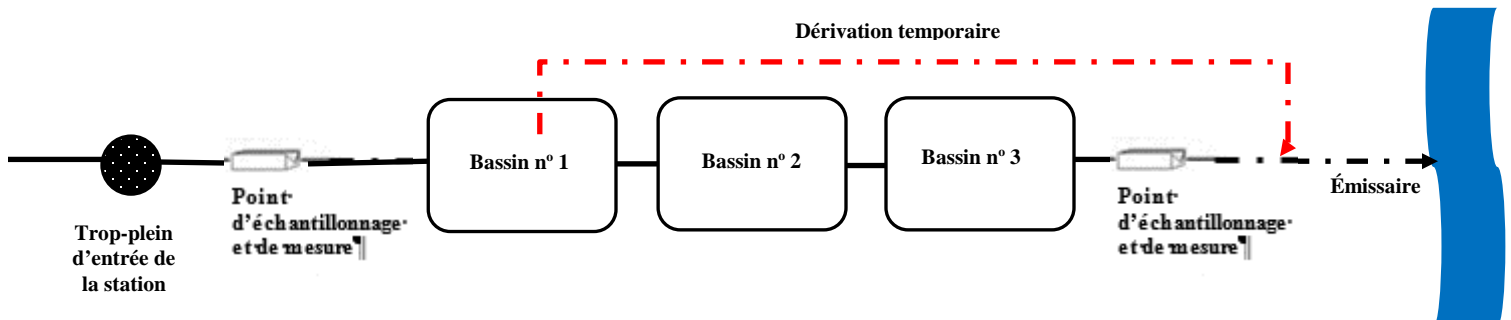 Dérivation temporaire
Bassin nº 1
Bassin nº 2
Bassin nº 3
Trop-plein
d'entrée de
la station
Point·
d'échantillonnage·
et·de·mesure¶
Point·
d'échantillonnage·
et·de·mesure¶
Émissaire